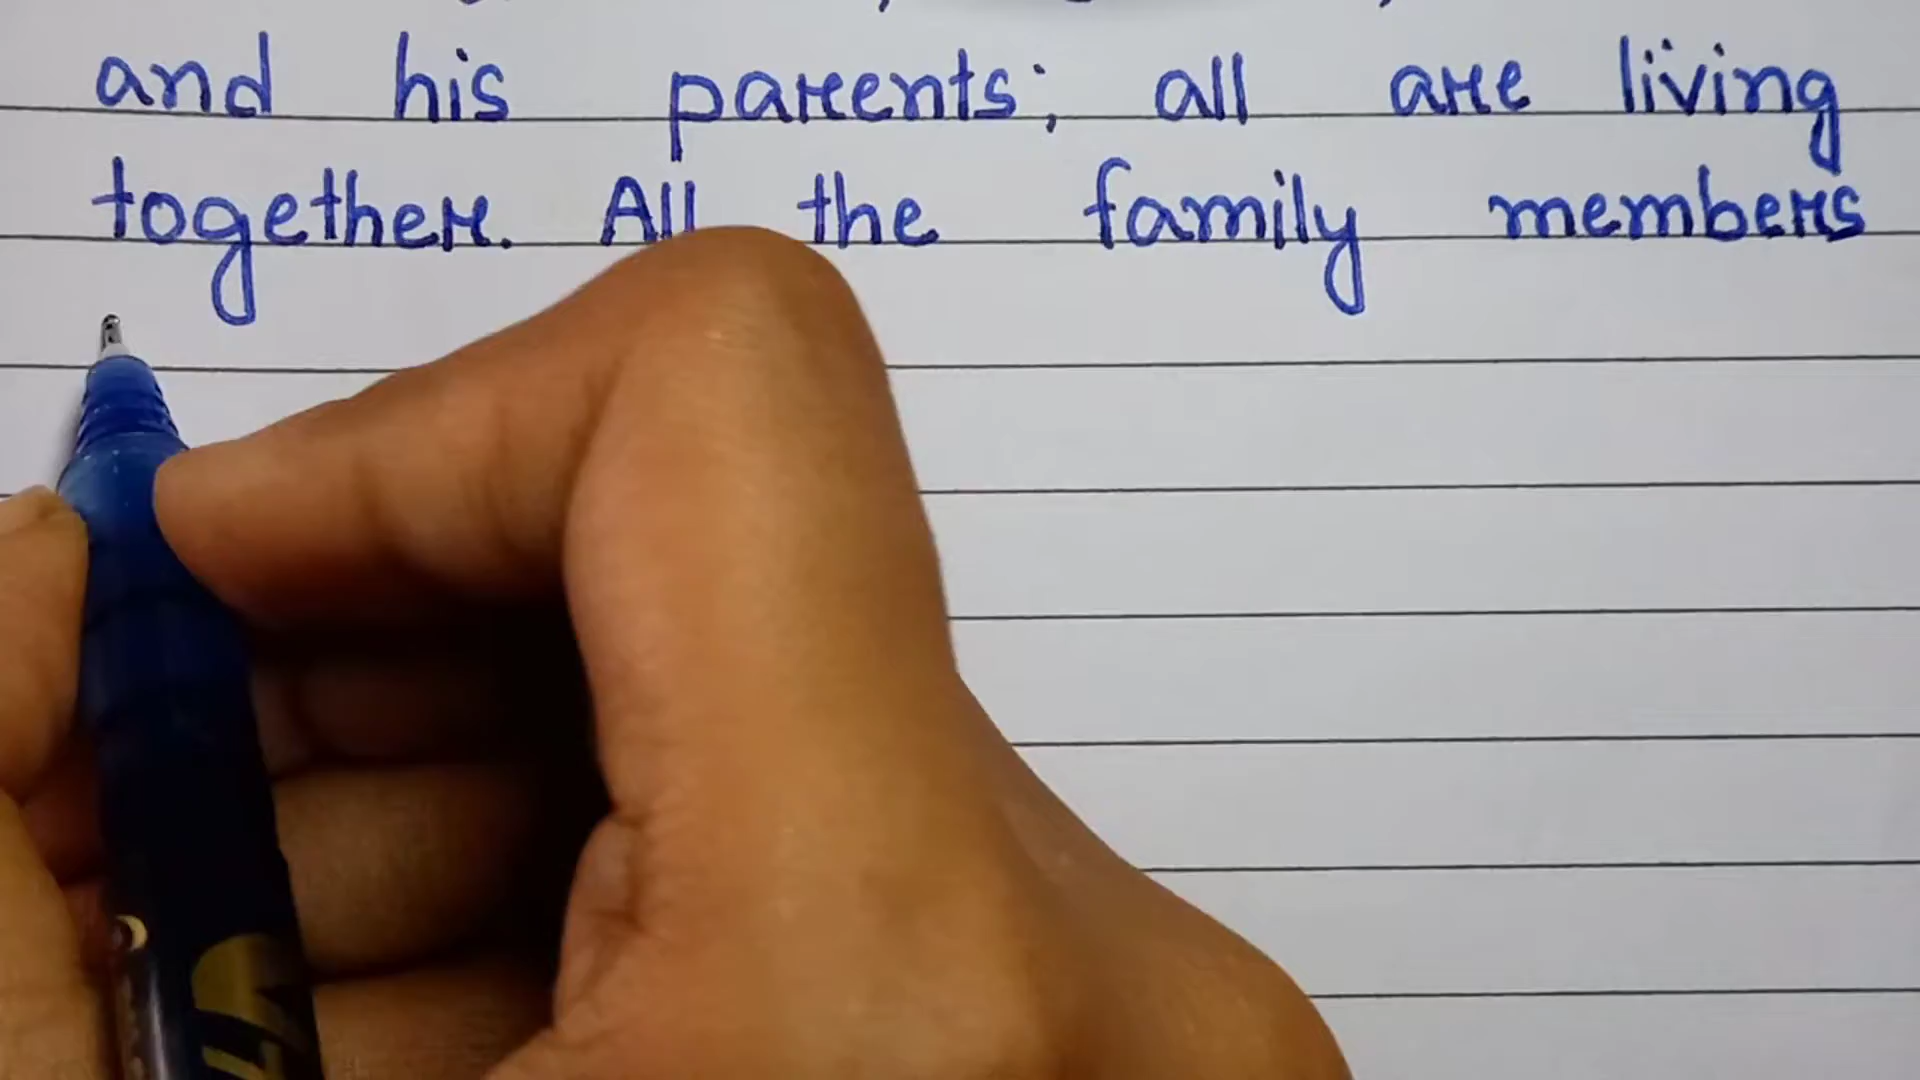 and his parents; all are living
together. All the family members